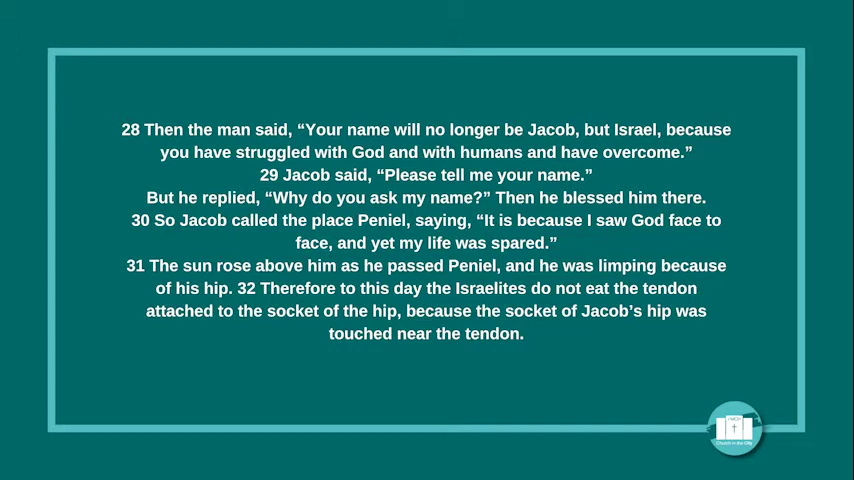 28 Then the man said, “Your name will no longer be Jacob, but Israel, because
you have struggled with God and with humans and have overcome.”
29 Jacob said, “Please tell me your name.”
But he replied, “Why do you ask my name?” Then he blessed him there.
30 So Jacob called the place Peniel, saying, “It is because I saw God face to
face, and yet my life was spared.”
31 The sun rose above him as he passed Peniel, and he was limping because
of his hip. 32 Therefore to this day the Israelites do not eat the tendon
attached to the socket of the hip, because the socket of Jacob’s hip was
touched near the tendon.
Church in the City